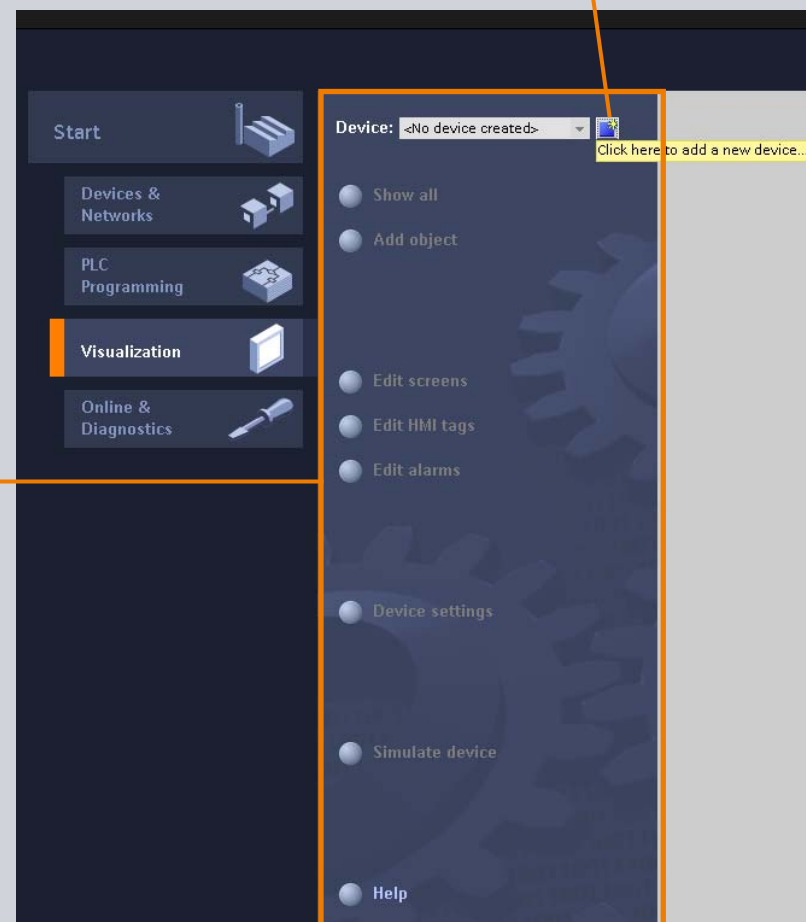 Start
Devices &
Networks
PLC
Programming
Visualization
Online &
Diagnostics
Device: <No device created>
Click here to add a new device...
Show all
Add object
Edit screens
Edit HMI tags
Edit alarms
Device settings
Simulate device
Help